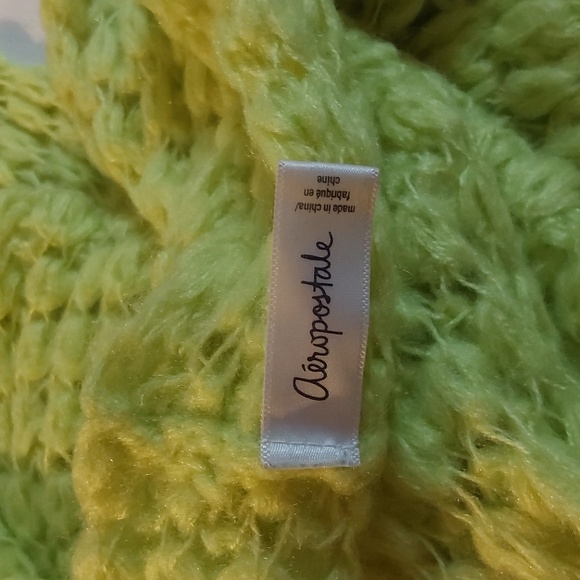 aéropostale
made in china/
fabriqué en
chine